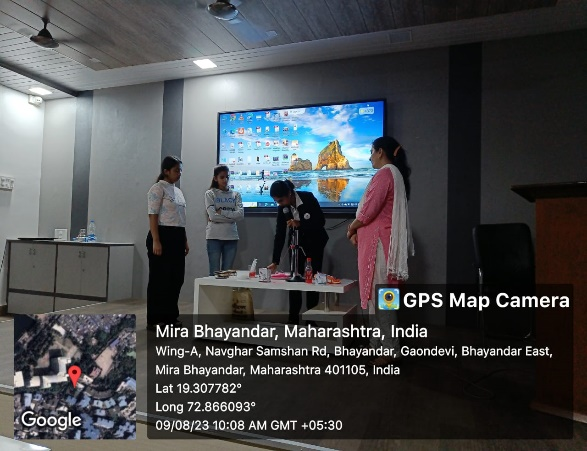 GPS Map Camera
Mira Bhayandar, Maharashtra, India
Wing-A, Navghar Samshan Rd, Bhayandar, Gaondevi, Bhayandar East,
Mira Bhayandar, Maharashtra 401105, India
Lat 19.307782°
Long 72.866093°
09/08/23 10:08 AM GMT +05:30
Google